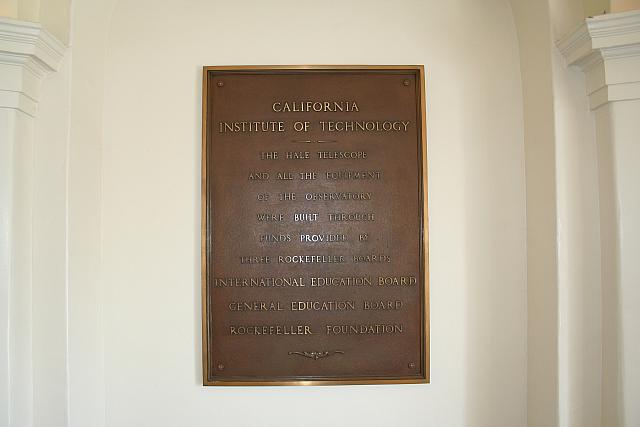 CALIFORNIA
INSTITUTE OF TECHNOLOGY
THE HALE TELESCOPE
AND ALL THE EQUIPMENT
OF THE OBSERVATORY
WERE BUILT THROUGH
FUNDS PROVIDED BY
THREE ROCKEFELLER BOARDS
INTERNATIONAL EDUCATION BOARD
GENERAL EDUCATION BOARD
ROCKEFELLER FOUNDATION